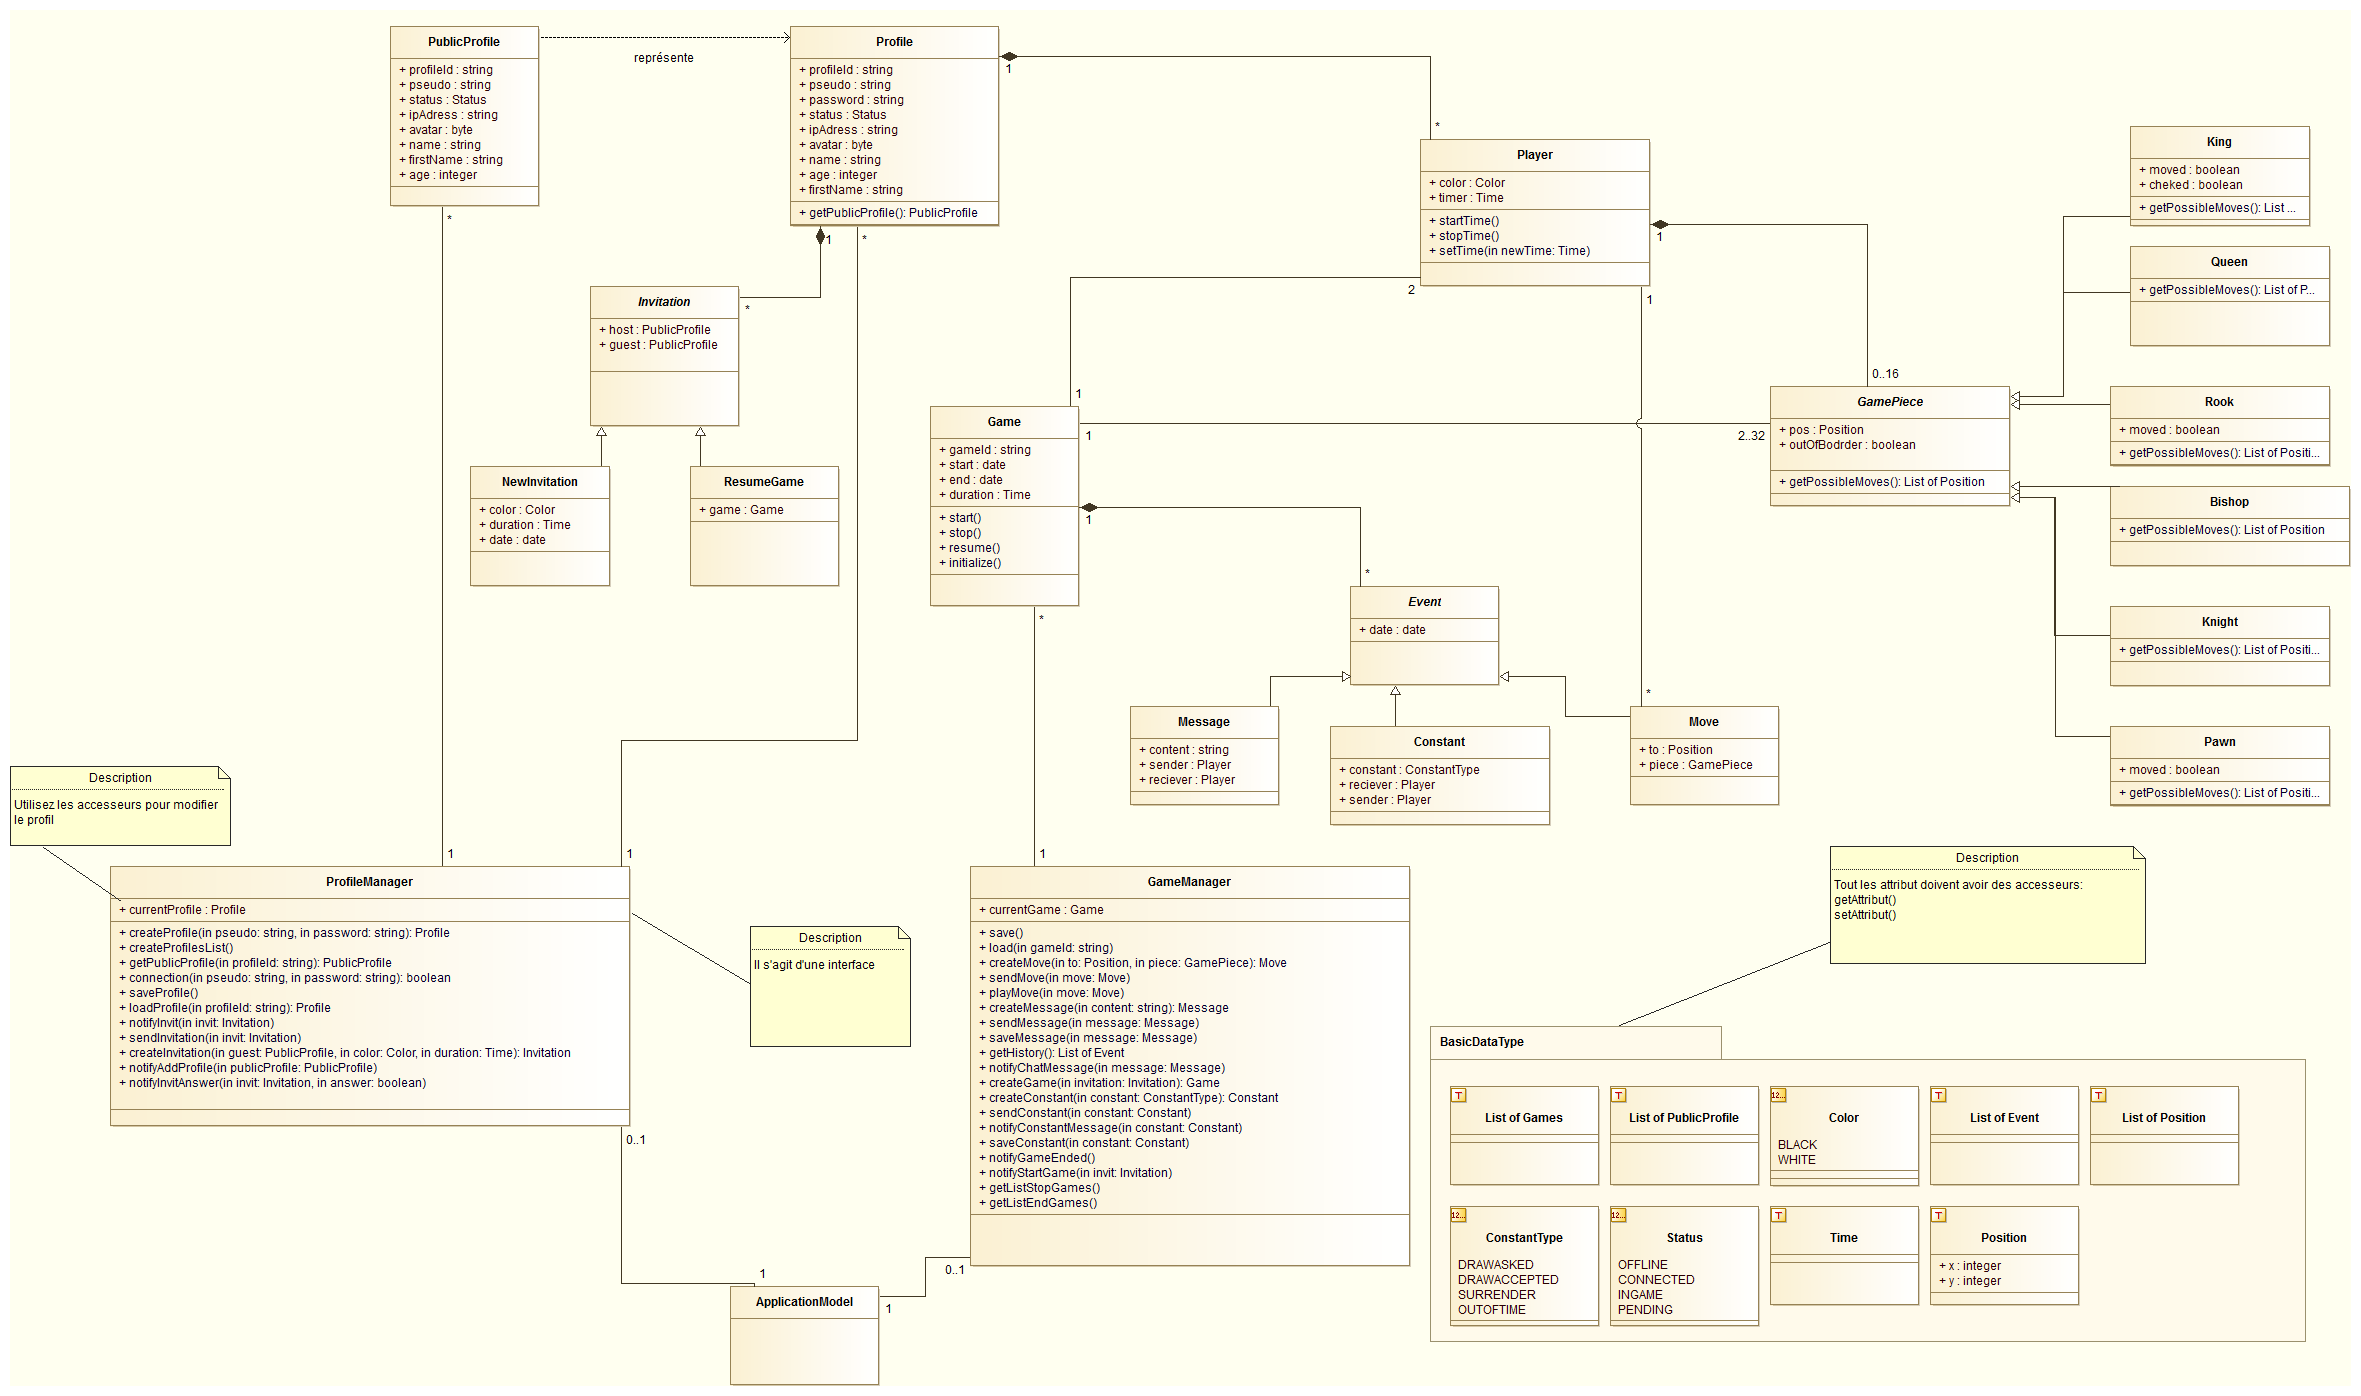 PublicProfile
+ profileId : string
+ pseudo : string
+ status : Status
+ ipAdress : string
+ avatar : byte
+ name : string
+ firstName : string
+ age : integer
*
représente
Profile
+ profileId : string
+ pseudo : string
+ password : string
+ status : Status
+ ipAdress : string
+ avatar : byte
+ name : string
+ age : integer
+ firstName : string
+ getPublicProfile(): PublicProfile
1
*
1
*
Player
+ color : Color
+ timer : Time
+ startTime()
+ stopTime()
+ setTime(in newTime: Time)
1
2
1
King
+ moved : boolean
+ cheked : boolean
+ getPossibleMoves(): List ...
Queen
+ getPossibleMoves(): List of P...
Invitation
+ host : PublicProfile
+ guest : PublicProfile
*
NewInvitation
+ color : Color
+ duration : Time
+ date : date
ResumeGame
+ game : Game
1
Game
+ gameId : string
+ start : date
+ end : date
+ duration : Time
+ start()
+ stop()
+ resume()
+ initialize()
1
1
*
0..16
2..32
GamePiece
+ pos : Position
+ outOfBodrder : boolean
+ getPossibleMoves(): List of Position
Rook
+ moved : boolean
+ getPossibleMoves(): List of Positi...
Bishop
+ getPossibleMoves(): List of Position
Knight
+ getPossibleMoves(): List of Positi...
Pawn
+ moved : boolean
+ getPossibleMoves(): List of Positi...
*
Event
+ date : date
Message
+ content : string
+ sender : Player
+ reciever : Player
Constant
+ constant : ConstantType
+ reciever : Player
+ sender : Player
*
Move
+ to : Position
+ piece : GamePiece
Description
Utilisez les accesseurs pour modifier
le profil
1
1
ProfileManager
+ currentProfile : Profile
+ createProfile(in pseudo: string, in password: string): Profile
+ createProfilesList()
+ getPublicProfile(in profileId: string): PublicProfile
+ connection(in pseudo: string, in password: string): boolean
+ saveProfile()
+ loadProfile(in profileId: string): Profile
+ notifyInvit(in invit: Invitation)
+ sendInvitation(in invit: Invitation)
+ createInvitation(in guest: PublicProfile, in color: Color, in duration: Time): Invitation
+ notifyAddProfile(in publicProfile: PublicProfile)
+ notifyInvitAnswer(in invit: Invitation, in answer: boolean)
0..1
Description
Il s'agit d'une interface
1
GameManager
+ currentGame : Game
+ save()
+ load(in gameId: string)
+ createMove(in to: Position, in piece: GamePiece): Move
+ sendMove(in move: Move)
+ playMove(in move: Move)
+ createMessage(in content: string): Message
+ sendMessage(in message: Message)
+ saveMessage(in message: Message)
+ getHistory(): List of Event
+ notifyChatMessage(in message: Message)
+ createGame(in invitation: Invitation): Game
+ createConstant(in constant: ConstantType): Constant
+ sendConstant(in constant: Constant)
+ notifyConstantMessage(in constant: Constant)
+ saveConstant(in constant: Constant)
+ notifyGameEnded()
+ notifyStartGame(in invit: Invitation)
+ getListStopGames()
+ getListEndGames()
0..1
1
1
ApplicationModel
Description
Tout les attribut doivent avoir des accesseurs:
getAttribut()
setAttribut()
BasicDataType
T
List of Games
T
List of PublicProfile
12...
Color
BLACK
WHITE
T
List of Event
T
List of Position
12...
ConstantType
DRAWASKED
DRAWACCEPTED
SURRENDER
OUTOFTIME
12...
Status
OFFLINE
CONNECTED
INGAME
PENDING
T
Time
T
Position
+ x : integer
+ y : integer